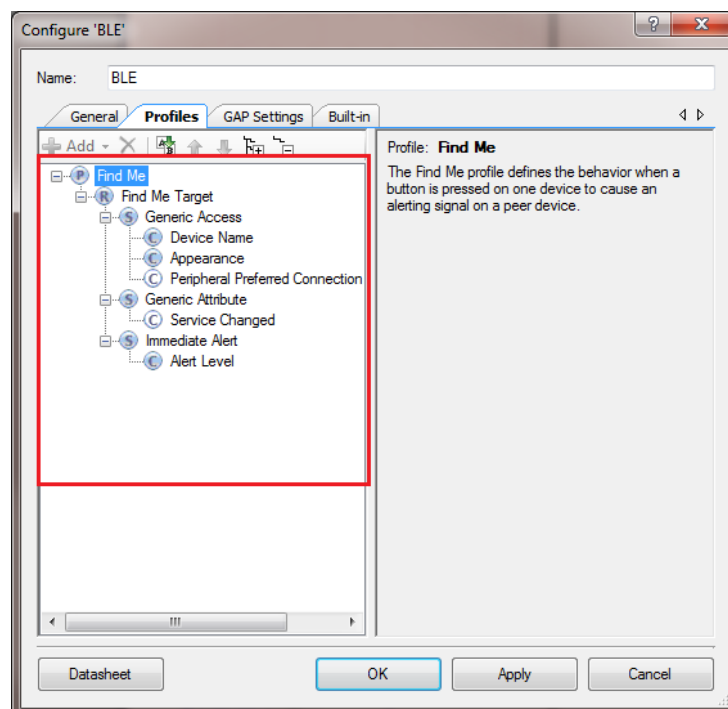 Configure 'BLE'
Name: BLE
General Profiles GAP Settings Built-in
Add
P Find Me
R Find Me Target
S Generic Access
C Device Name
C Appearance
C Peripheral Preferred Connection
S Generic Attribute
C Service Changed
S Immediate Alert
C Alert Level
Profile: Find Me
The Find Me profile defines the behavior when a
button is pressed on one device to cause an
alerting signal on a peer device.
Datasheet OK Apply Cancel